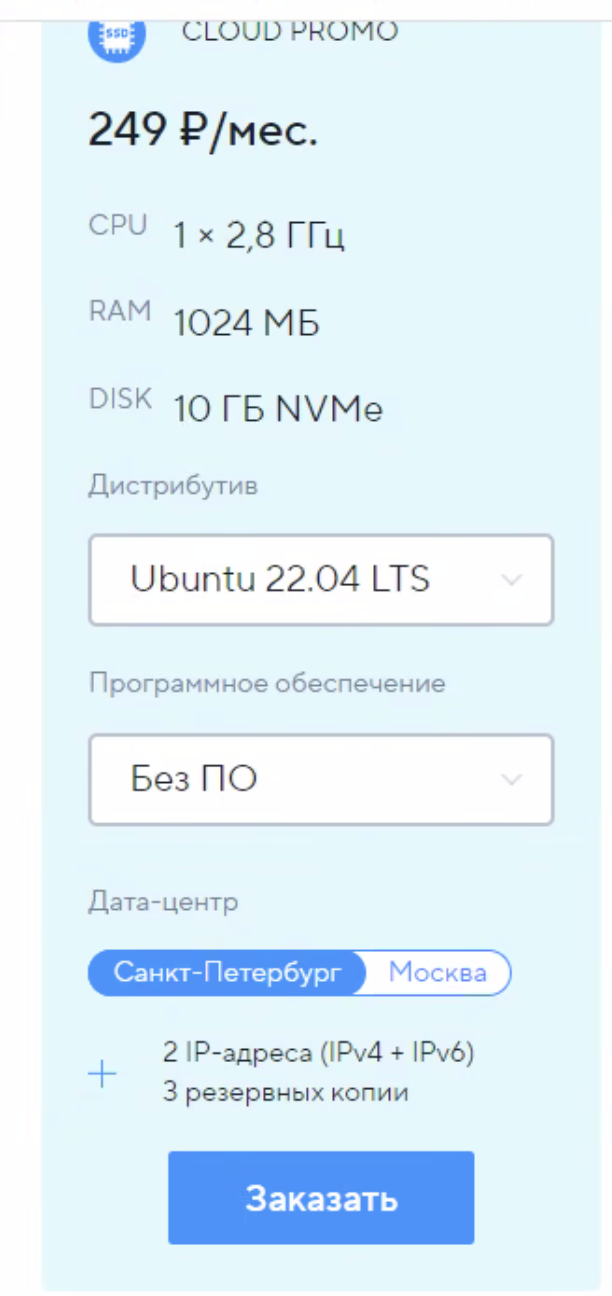 SSD
CLOUD PROMO
249 ₽/мес.
CPU 1 × 2,8 ГГц
RAM 1024 МБ
DISK 10 ГБ NVMe
Дистрибутив
Ubuntu 22.04 LTS
Программное обеспечение
Без ПО
Дата-центр
Санкт-Петербург Москва
2 IP-адреса (IPv4 + IPv6)
3 резервных копии
Заказать